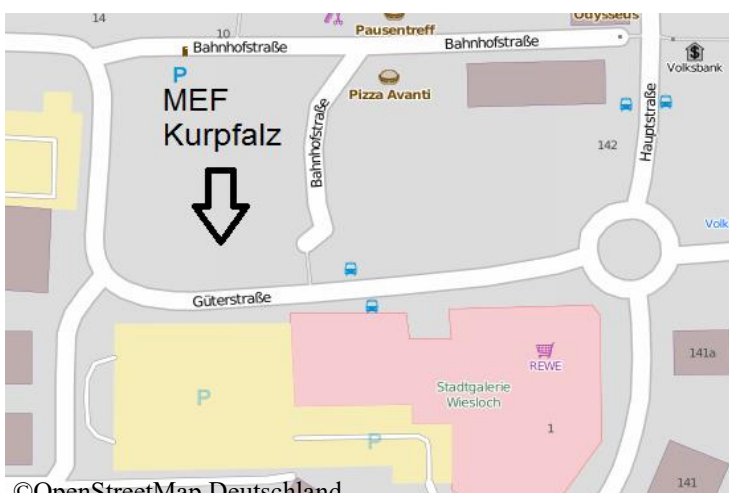 14
10
Pausentreff
Odysseus
Bahnhofstraße
Bahnhofstraße
P
MEF
Kurpfalz
Pizza Avanti
$
Volksbank
Bahnhofstraße
Hauptstraße
142
Volk
Güterstraße
REWE
141a
Stadtgalerie
Wiesloch
P
1
P
141
©OpenStreetMap Deutschland